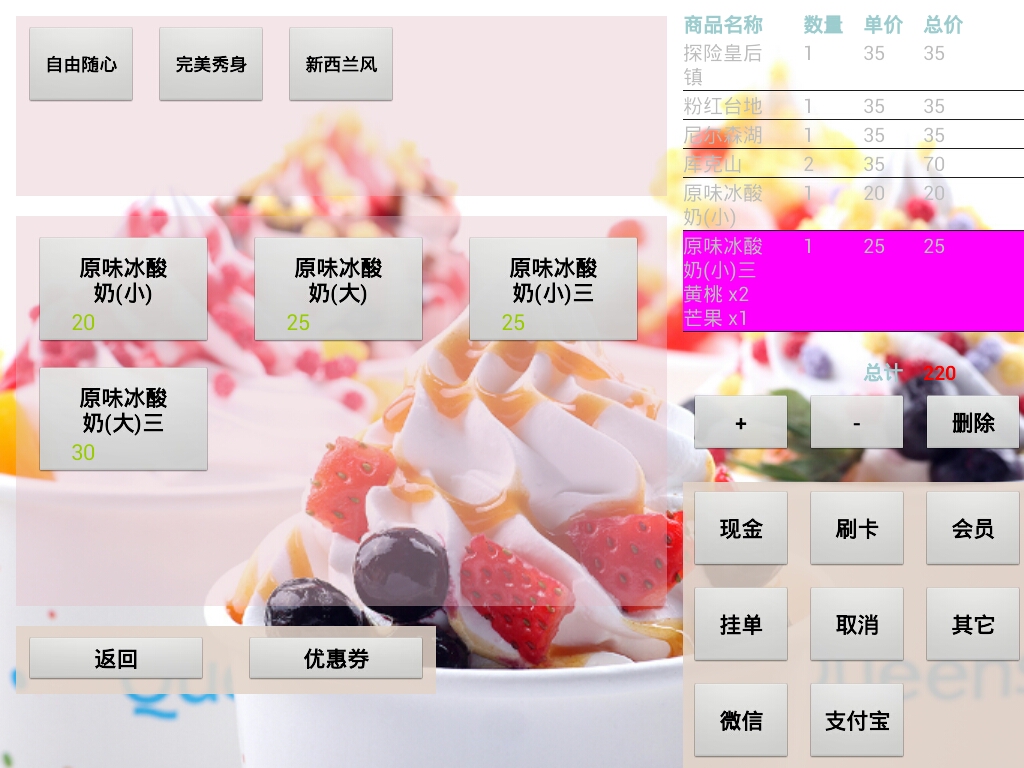 自由随心
完美秀身
新西兰风
原味冰酸
奶(小)
20
原味冰酸
奶(大)
25
原味冰酸
奶(小)三
25
原味冰酸
奶(大)三
30
返回
优惠券
商品名称 数量 单价 总价
探险皇后 1 35 35
镇
粉红台地 1 35 35
尼尔森湖 1 35 35
库克山 2 35 70
原味冰酸 1 20 20
奶(小)
原味冰酸 1 25 25
奶(小)三
黄桃 x2
芒果 x1
总计 220
+ - 删除
现金 刷卡 会员
挂单 取消 其它
微信 支付宝
Queens